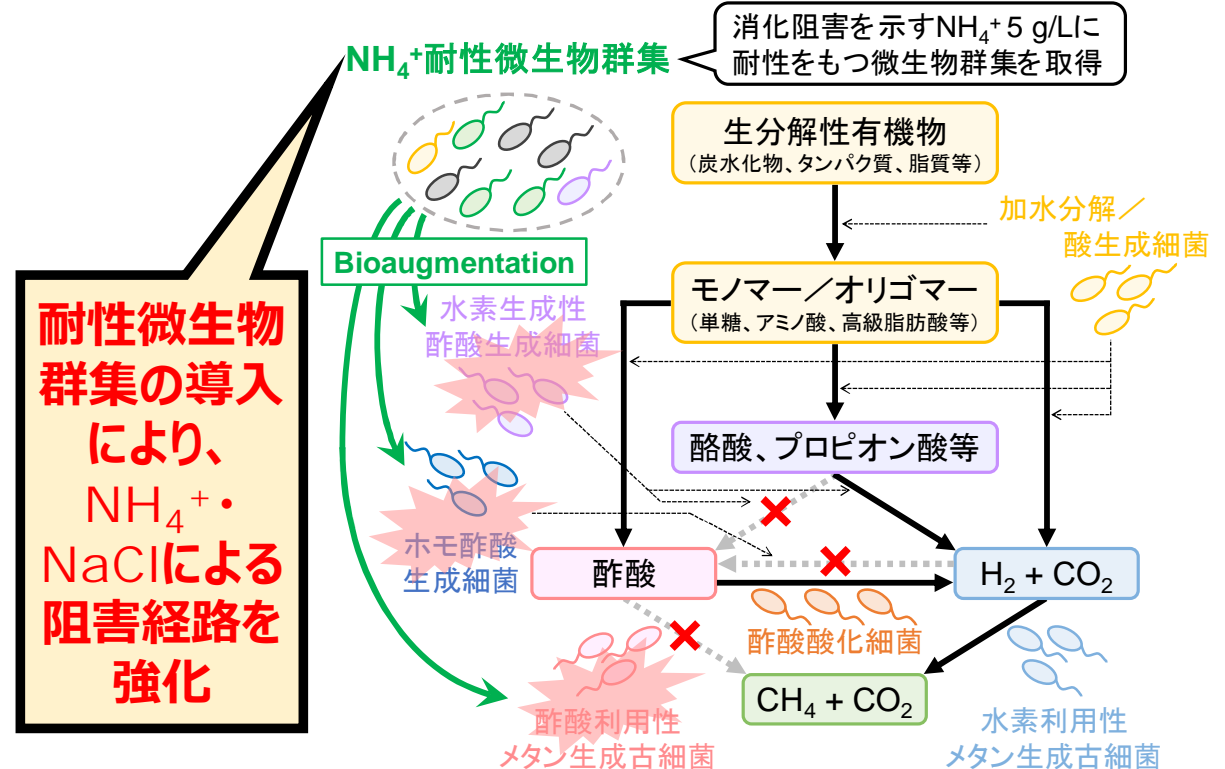 消化阻害を示すNH₄⁺ 5 g/Lに
耐性をもつ微生物群集を取得
NH₄⁺耐性微生物群集
生分解性有機物
（炭水化物、タンパク質、脂質等）
加水分解／
酸生成細菌
Bioaugmentation
モノマー／オリゴマー
（単糖、アミノ酸、高級脂肪酸等）
水素生成性
酢酸生成細菌
耐性微生物
群集の導入
により、
NH₄⁺・
NaClによる
阻害経路を
強化
酪酸、プロピオン酸等
ホモ酢酸
生成細菌
酢酸
H₂ + CO₂
酢酸酸化細菌
CH₄ + CO₂
酢酸利用性
メタン生成古細菌
水素利用性
メタン生成古細菌